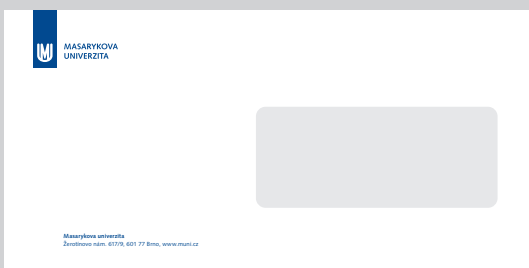 MASARYKOVA
UNIVERZITA
Masarykova univerzita
Žerotínovo nám. 617/9, 601 77 Brno, www.muni.cz